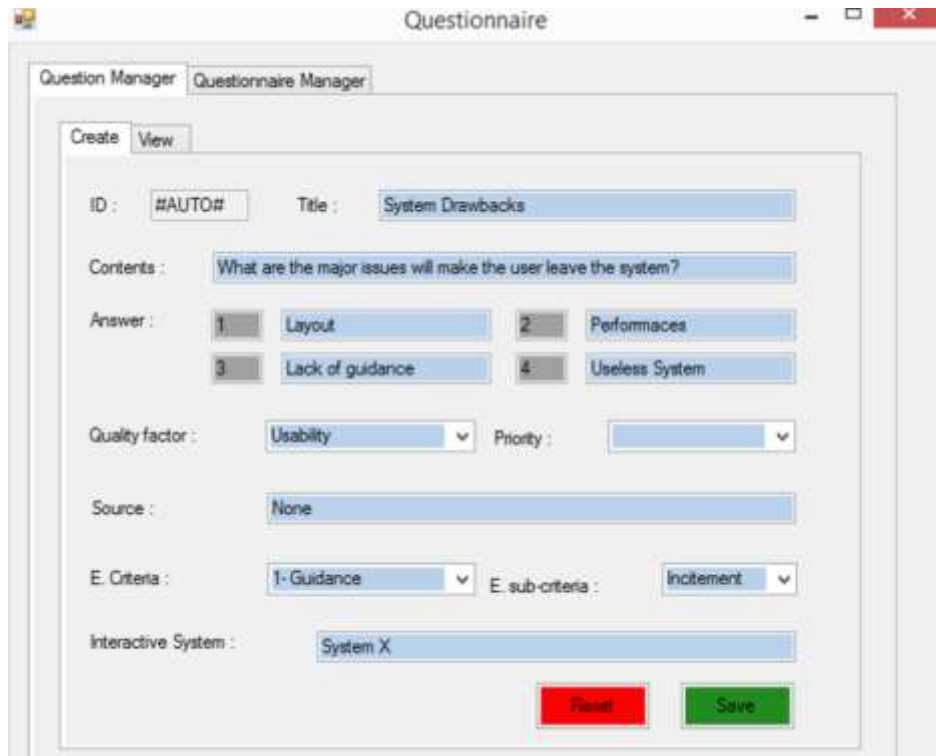 Questionnaire
Question Manager Questionnaire Manager
Create View
ID : #AUTO# Title : System Drawbacks
Contents : What are the major issues will make the user leave the system?
Answer : 1 Layout 2 Performaces
3 Lack of guidance 4 Useless System
Quality factor : Usability Priority :
Source : None
E. Criteria : 1- Guidance E. sub-criteria : Incitement
Interactive System : System X
Reset Save